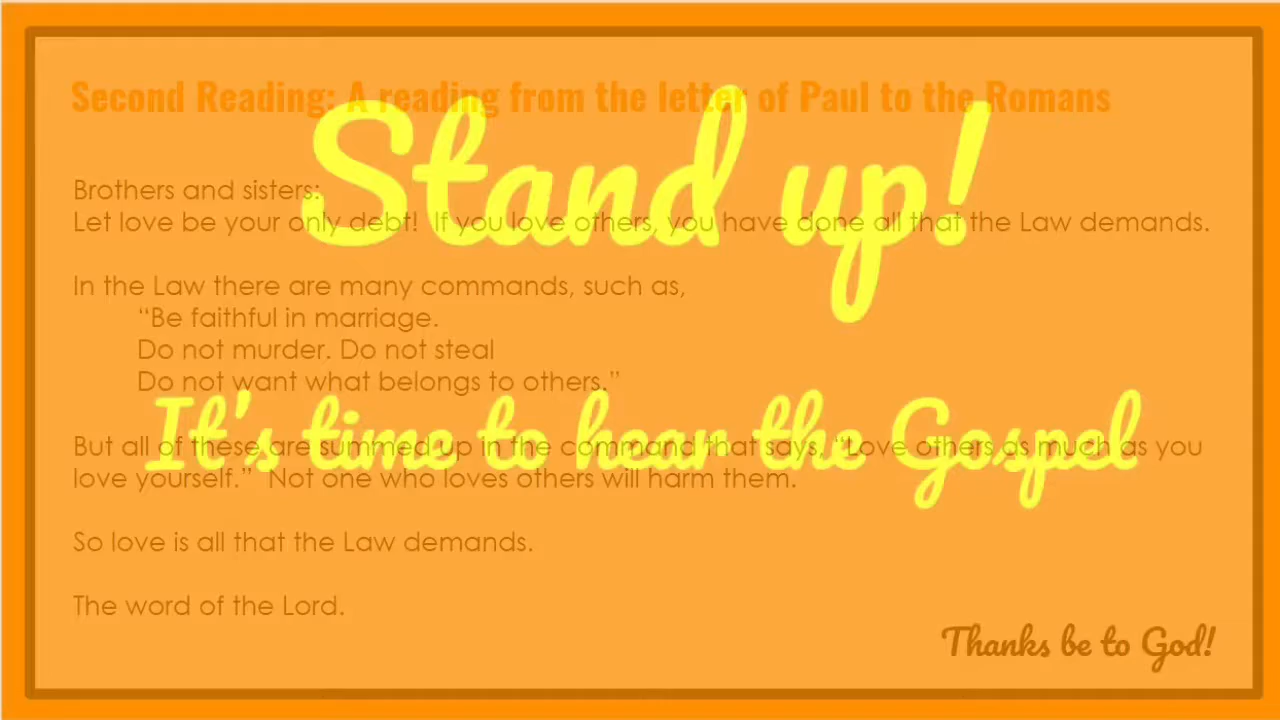 Second Reading: A reading from the letter of Paul to the Romans
Stand up!
Brothers and sisters:
Let love be your only debt! If you love others, you have done all that the Law demands.
In the Law there are many commands, such as,
“Be faithful in marriage.
Do not murder. Do not steal
Do not want what belongs to others.”
It's time to hear the Gospel
But all of these are summed up in the command that says, “Love others as much as you
love yourself.” Not one who loves others will harm them.
So love is all that the Law demands.
The word of the Lord.
Thanks be to God!